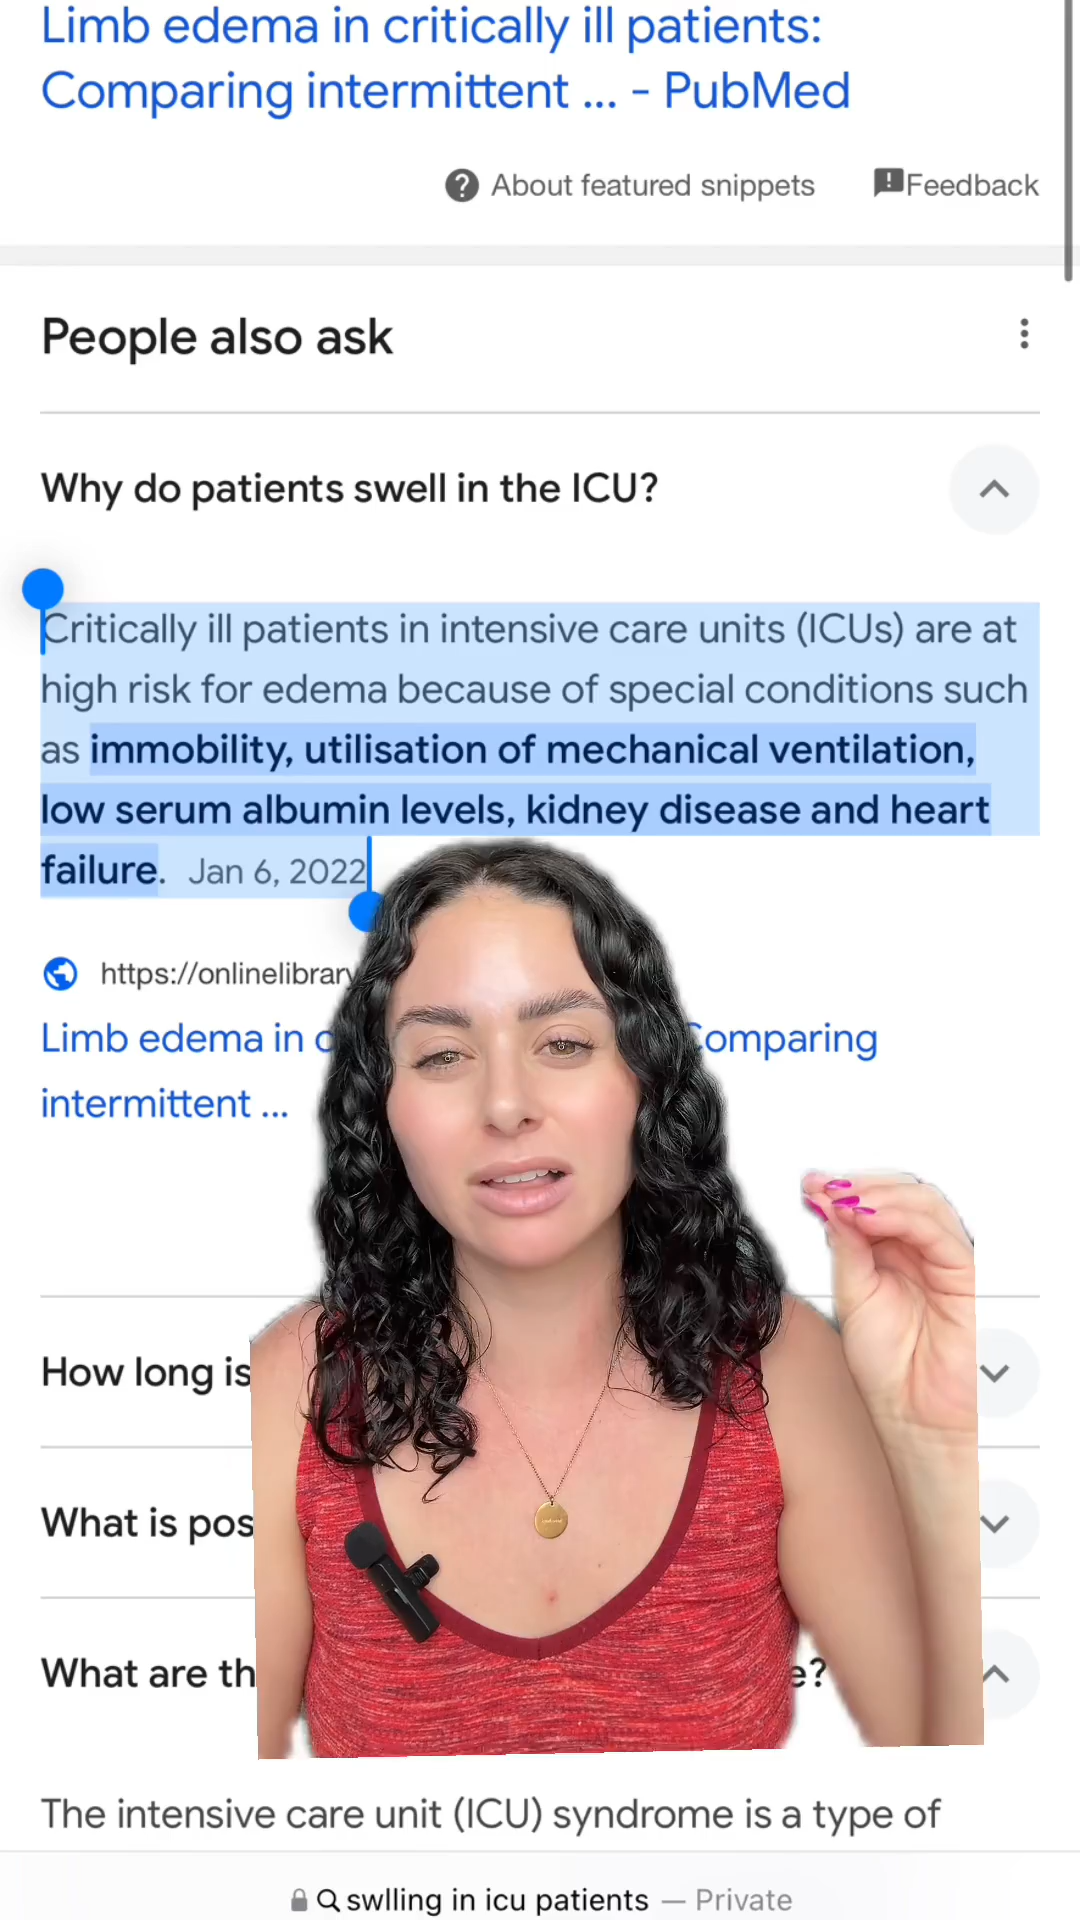 Limb edema in critically ill patients:
Comparing intermittent ... - PubMed
About featured snippets
Feedback
People also ask
Why do patients swell in the ICU?
Critically ill patients in intensive care units (ICUs) are at
high risk for edema because of special conditions such
as immobility, utilisation of mechanical ventilation,
low serum albumin levels, kidney disease and heart
failure. Jan 6, 2022
https://onlinelibrary
Limb edema in c Comparing
intermittent ...
How long is
What is pos
What are th e?
The intensive care unit (ICU) syndrome is a type of
swlling in icu patients — Private